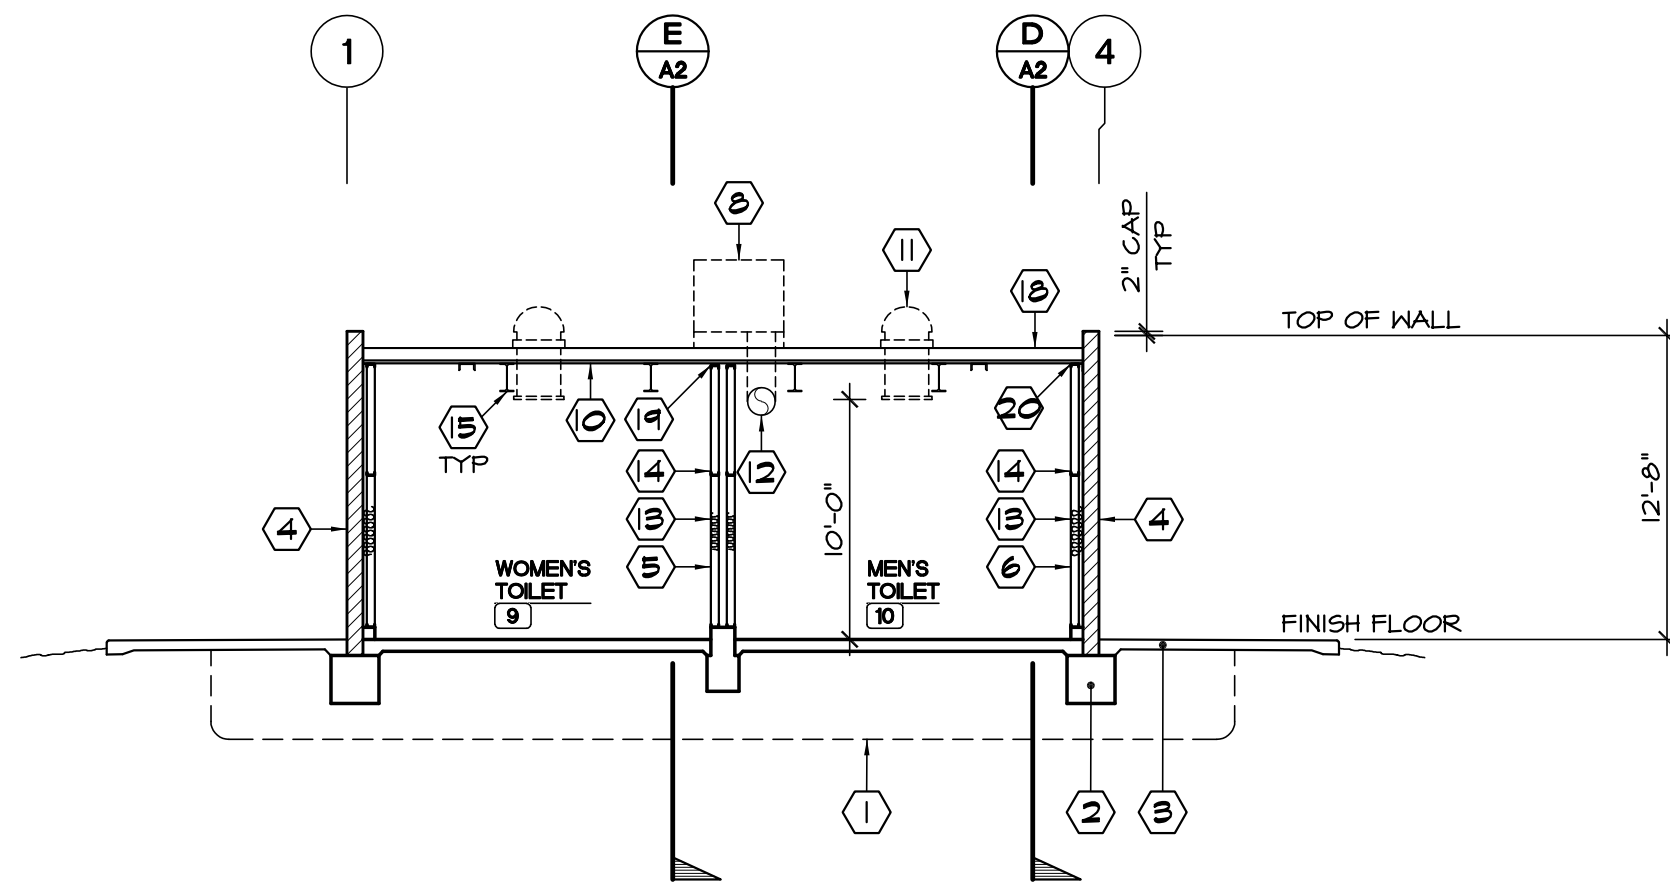 1
E
A2
D
A2
4
8
11
18
2" CAP
TYP
TOP OF WALL
15
TYP
10
19
12
20
14
14
13
13
4
4
5
6
10'-0"
12'-8"
WOMEN'S
TOILET
9
MEN'S
TOILET
10
FINISH FLOOR
1
2
3